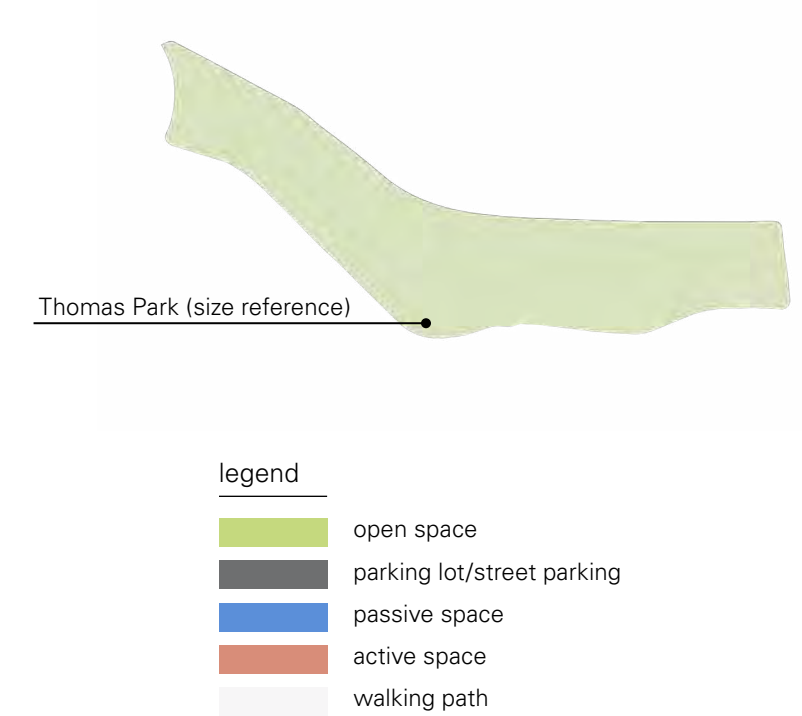 Thomas Park (size reference)
legend
open space
parking lot/street parking
passive space
active space
walking path